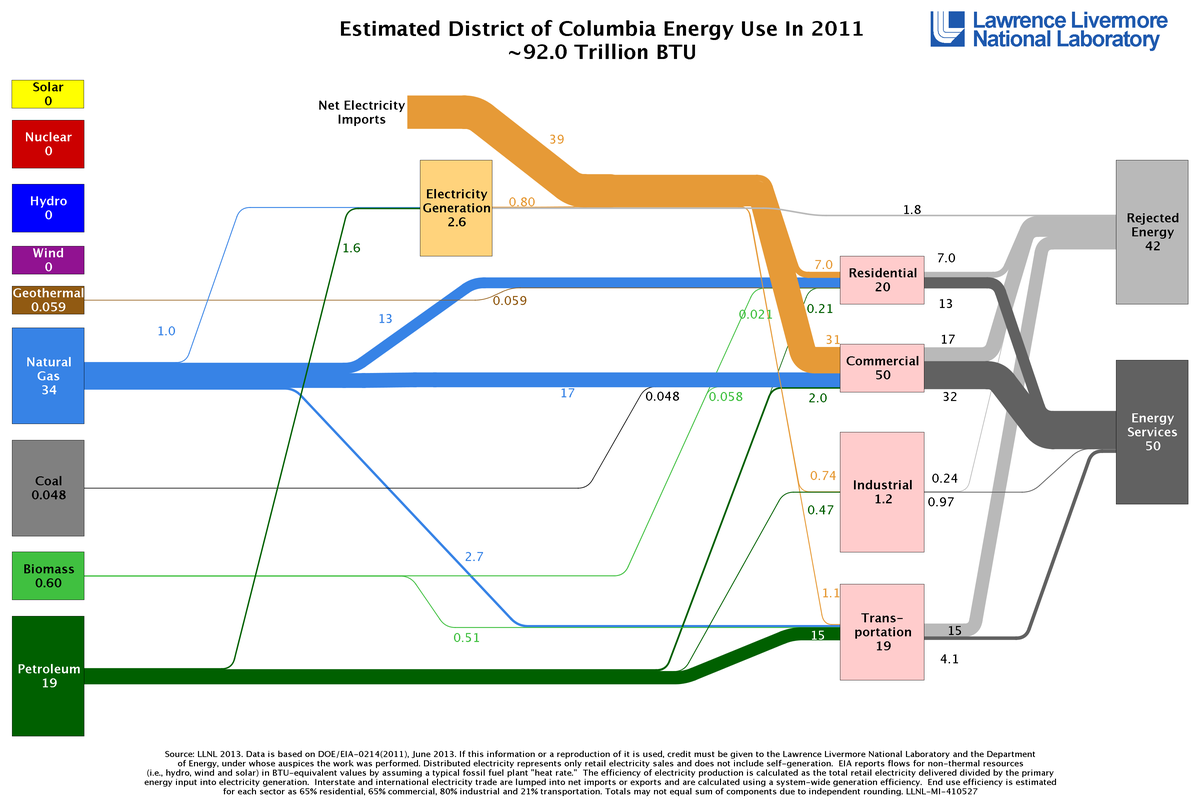 Estimated District of Columbia Energy Use In 2011
~92.0 Trillion BTU
Lawrence Livermore
National Laboratory
Solar
0
Nuclear
0
Hydro
0
Wind
0
Geothermal
0.059
Natural
Gas
34
Coal
0.048
Biomass
0.60
Petroleum
19
Net Electricity
Imports
39
Electricity
Generation
2.6
0.80
1.8
1.6
1.0
13
0.059
17
0.048
0.021
0.058
2.7
0.51
7.0
0.21
31
2.0
0.74
0.47
1.1
15
Residential
20
Commercial
50
Industrial
1.2
Trans-
portation
19
7.0
13
17
32
0.24
0.97
15
4.1
Rejected
Energy
42
Energy
Services
50
Source: LLNL 2013. Data is based on DOE/EIA-0214(2011), June 2013. If this information or a reproduction of it is used, credit must be given to the Lawrence Livermore National Laboratory and the Department
of Energy, under whose auspices the work was performed. Distributed electricity represents only retail electricity sales and does not include self-generation. EIA reports flows for non-thermal resources
(i.e., hydro, wind and solar) in BTU-equivalent values by assuming a typical fossil fuel plant "heat rate." The efficiency of electricity production is calculated as the total retail electricity delivered divided by the primary
energy input into electricity generation. Interstate and international electricity trade are lumped into net imports or exports and are calculated using a system-wide generation efficiency. End use efficiency is estimated
for each sector as 65% residential, 65% commercial, 80% industrial and 21% transportation. Totals may not equal sum of components due to independent rounding. LLNL-MI-410527